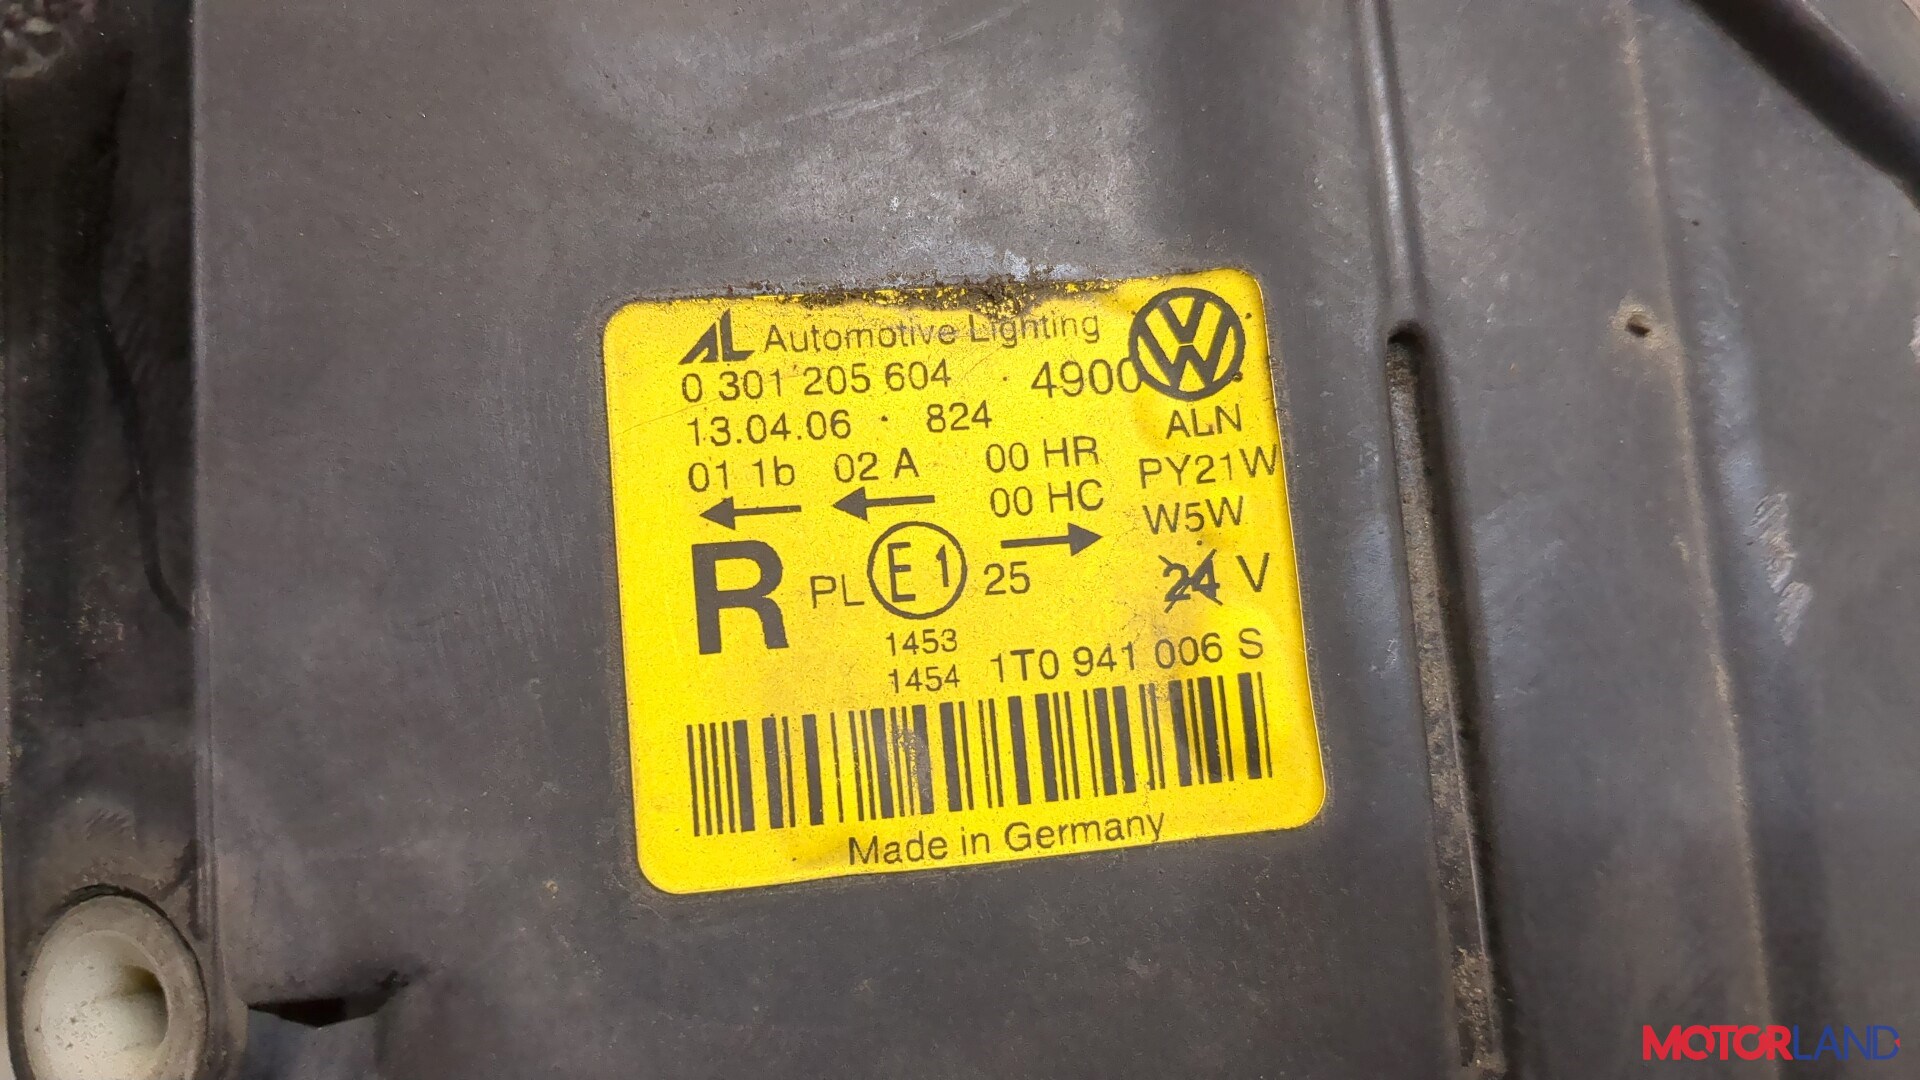 AL Automotive Lighting
0 301 205 604 · 4900
13.04.06 · 824
ALN
01 1b 02 A 00 HR PY21W
00 HC W5W
R PL E1 25 24 V
1453
1454 1T0 941 006 S
Made in Germany
MOTORLAND